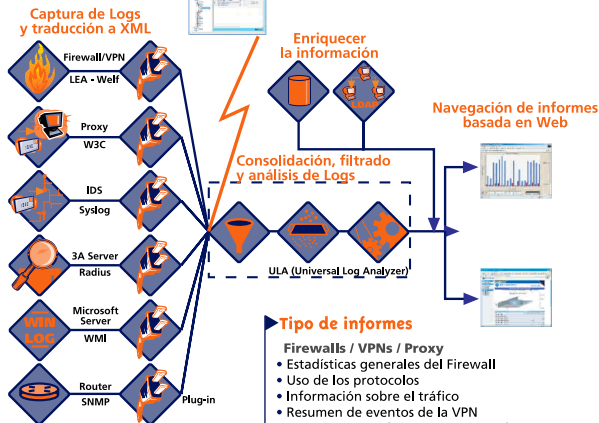 Captura de Logs
y traducción a XML
Firewall/VPN
LEA - Welf
Proxy
W3C
IDS
Syslog
3A Server
Radius
WIN
LOG
Microsoft
Server
WMI
Router
SNMP
Plug-in
Enriquecer
la información
LDAP
Consolidación, filtrado
y análisis de Logs
ULA (Universal Log Analyzer)
Navegación de informes
basada en Web
Tipo de informes
Firewalls / VPNs / Proxy
• Estadísticas generales del Firewall
• Uso de los protocolos
• Información sobre el tráfico
• Resumen de eventos de la VPN